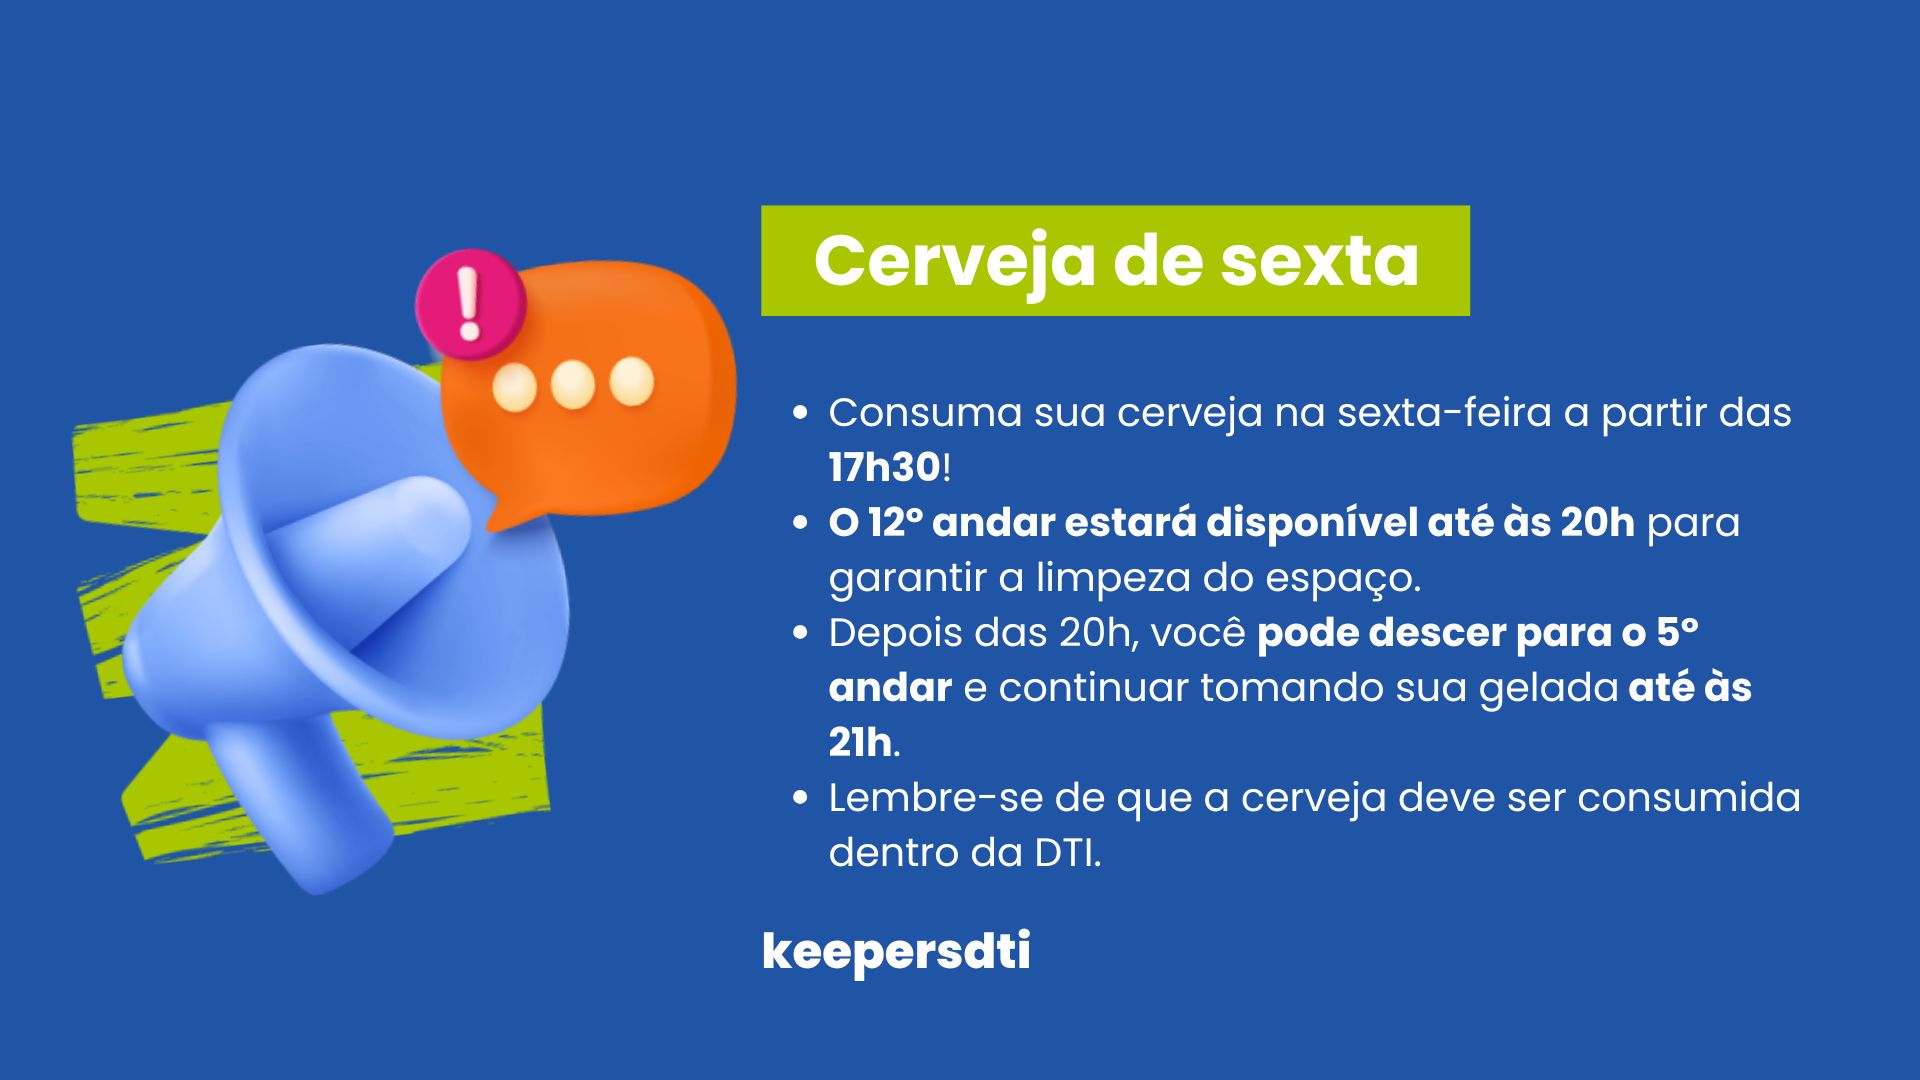 Cerveja de sexta
• Consuma sua cerveja na sexta-feira a partir das
17h30!
• O 12º andar estará disponível até às 20h para
garantir a limpeza do espaço.
• Depois das 20h, você pode descer para o 5º
andar e continuar tomando sua gelada até às
21h.
• Lembre-se de que a cerveja deve ser consumida
dentro da DTI.
keepersdti